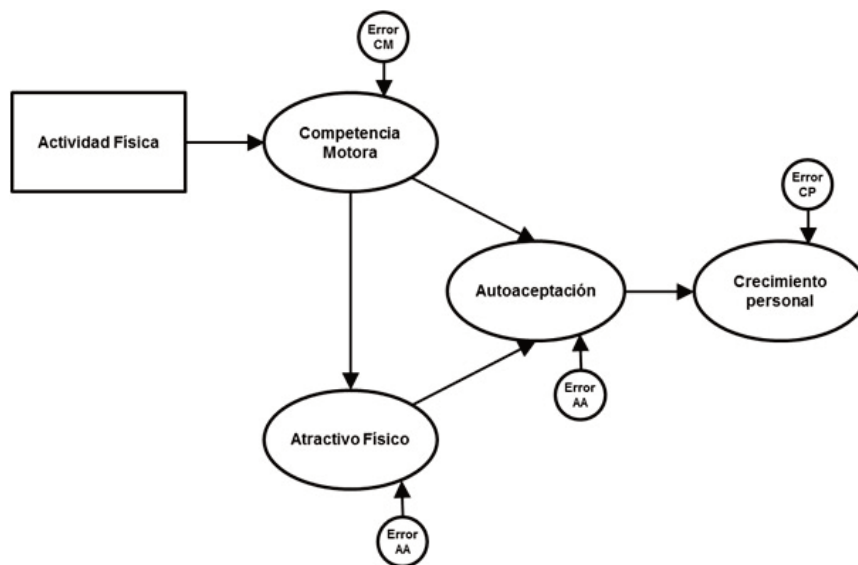 Error
CM
Actividad Física
Competencia
Motora
Error
CP
Autoaceptación
Crecimiento
personal
Error
AA
Atractivo Físico
Error
AA